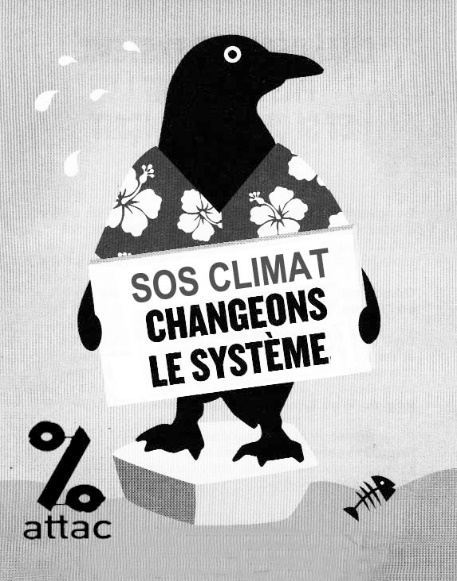 SOS CLIMAT
CHANGEONS
LE SYSTÈME
%
attac